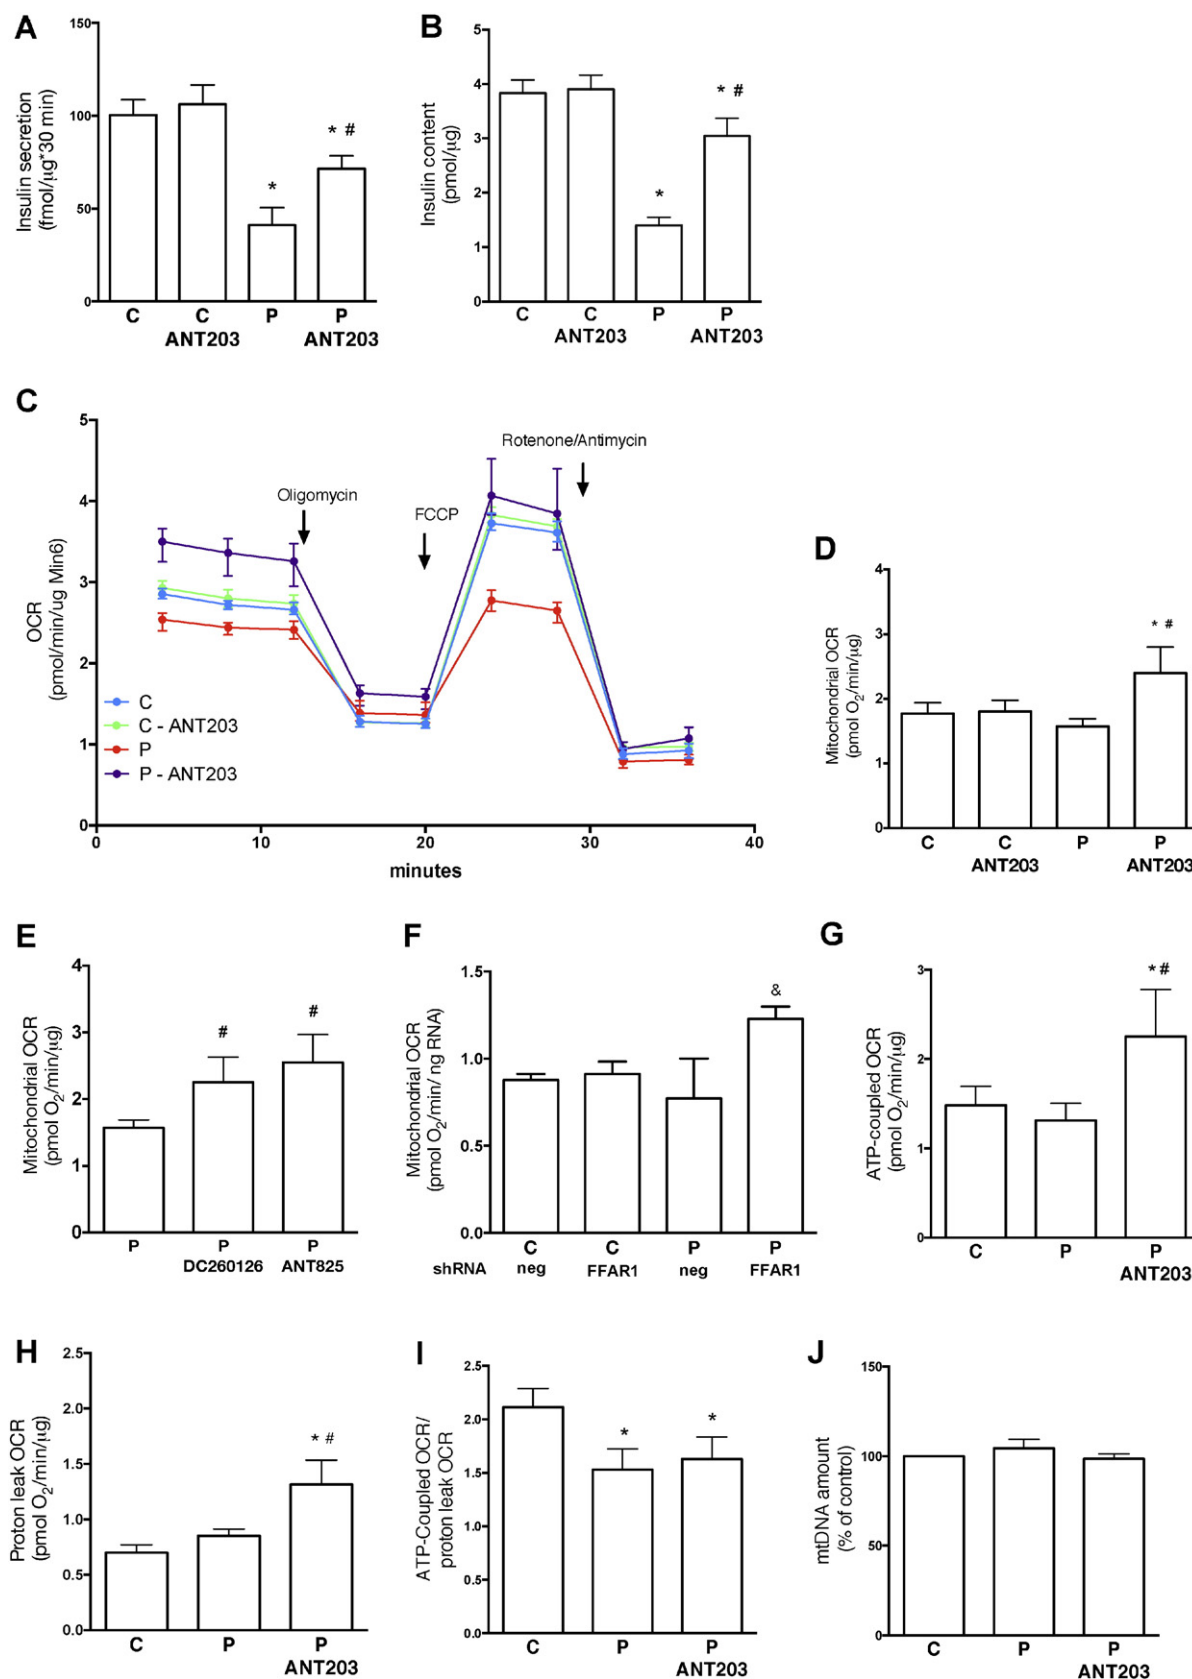 A
Insulin secretion
(fmol/µg*30 min)
150
100
50
0
*
* #
C
C
P
P
ANT203
ANT203
B
Insulin content
(pmol/µg)
5
4
3
2
1
0
*
* #
C
C
P
P
ANT203
ANT203
C
OCR
(pmol/min/ug Min6)
5
4
3
2
1
0
Oligomycin
FCCP
Rotenone/Antimycin
C
C - ANT203
P
P - ANT203
0
10
20
30
40
minutes
D
Mitochondrial OCR
(pmol O2/min/µg)
4
3
2
1
0
* #
C
C
P
P
ANT203
ANT203
E
Mitochondrial OCR
(pmol O2/min/µg)
4
3
2
1
0
#
#
P
P
P
DC260126
ANT825
F
Mitochondrial OCR
(pmol O2/min/ ng RNA)
1.5
1.0
0.5
0.0
&
C
C
P
P
shRNA
neg
FFAR1
neg
FFAR1
G
ATP-coupled OCR
(pmol O2/min/µg)
3
2
1
0
*#
C
P
P
ANT203
H
Proton leak OCR
(pmol O2/min/µg)
2.5
2.0
1.5
1.0
0.5
0.0
* #
C
P
P
ANT203
I
ATP-Coupled OCR/
proton leak OCR
2.5
2.0
1.5
1.0
0.5
0.0
*
*
C
P
P
ANT203
J
mtDNA amount
(% of control)
150
100
50
0
C
P
P
ANT203